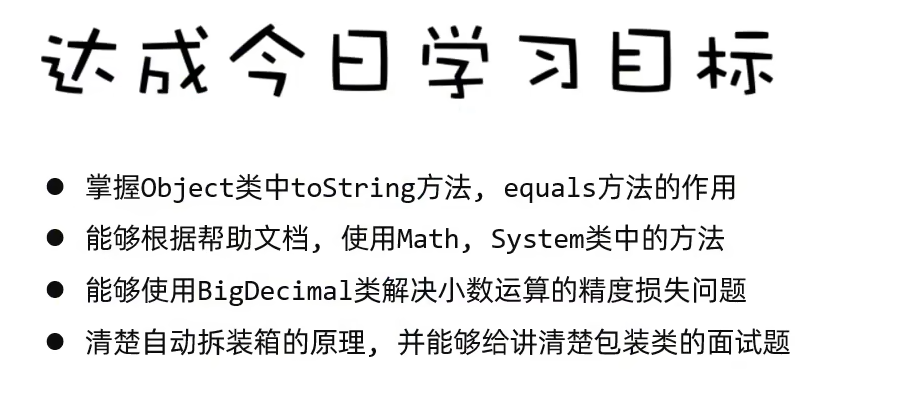 达成今日学习目标
● 掌握Object类中toString方法, equals方法的作用
● 能够根据帮助文档, 使用Math, System类中的方法
● 能够使用BigDecimal类解决小数运算的精度损失问题
● 清楚自动拆装箱的原理, 并能够给讲清楚包装类的面试题